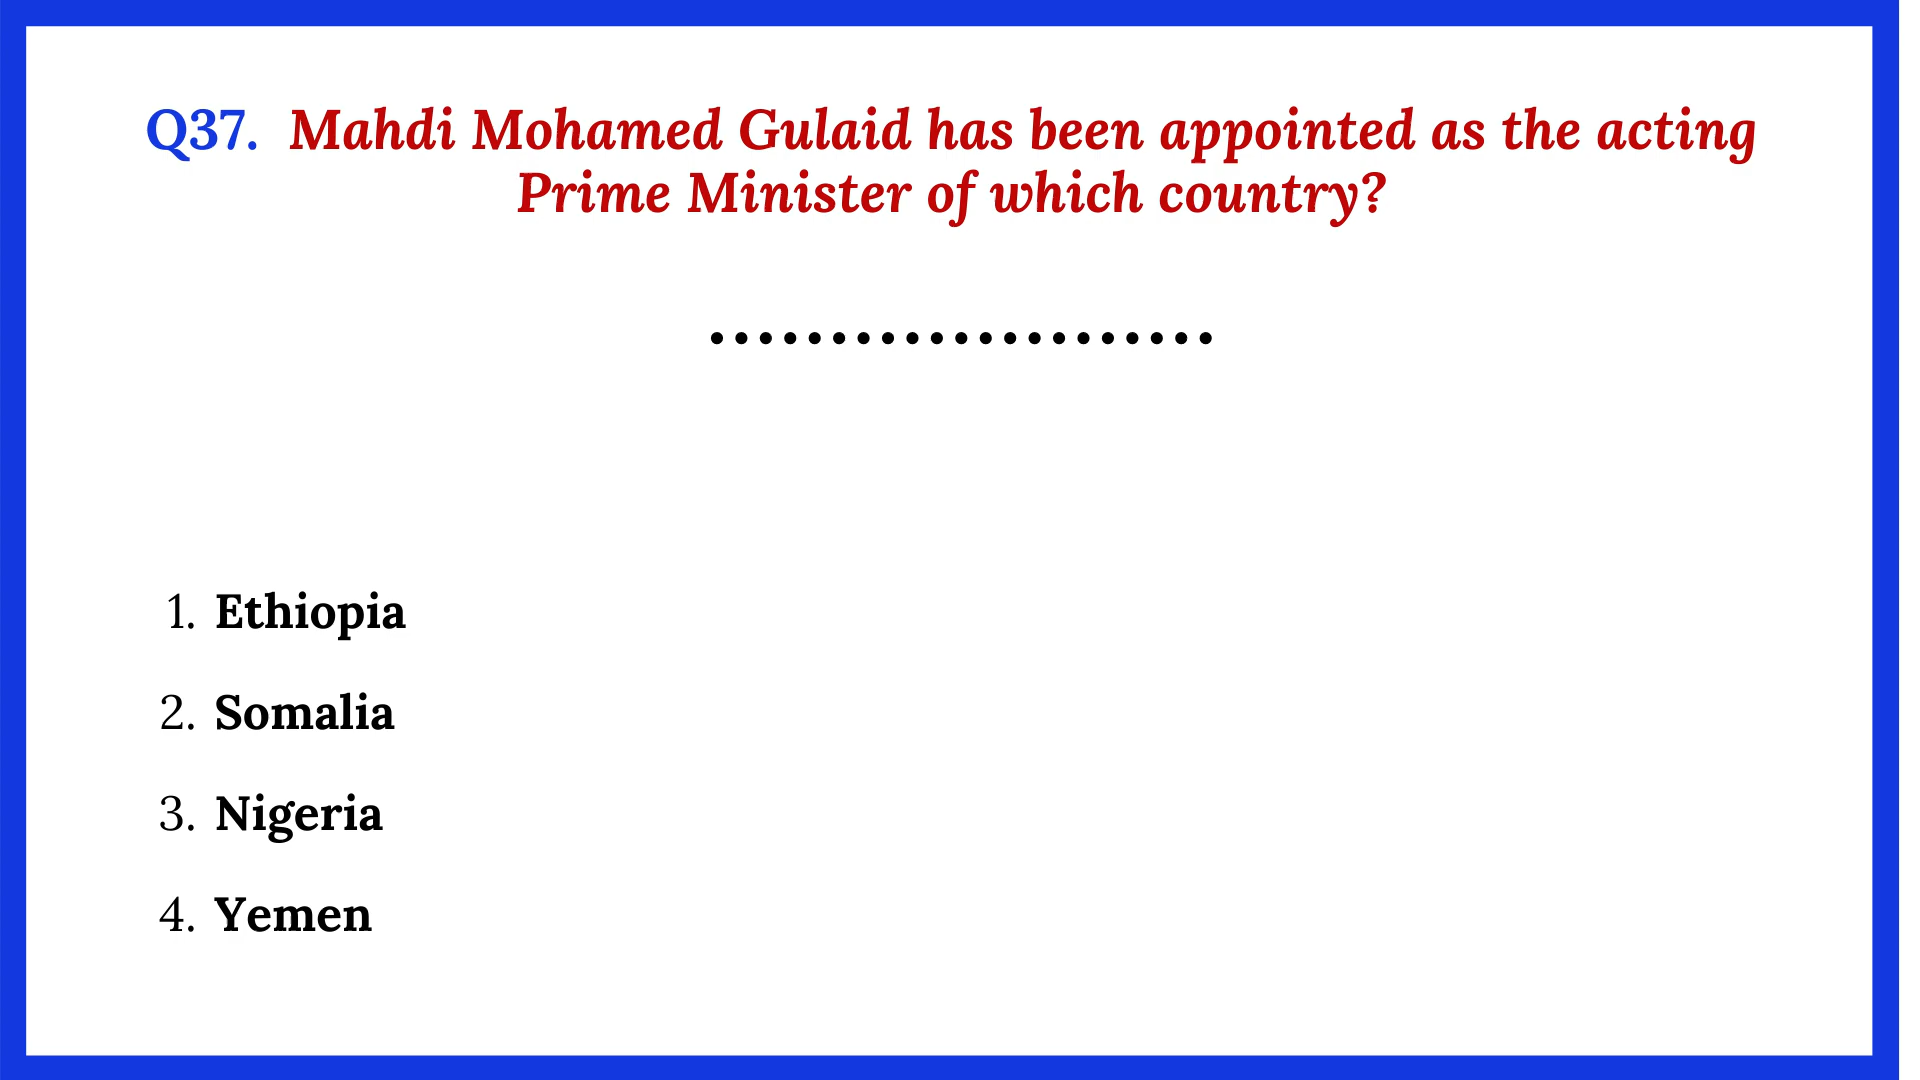 Q37. Mahdi Mohamed Gulaid has been appointed as the acting
Prime Minister of which country?
1. Ethiopia
2. Somalia
3. Nigeria
4. Yemen